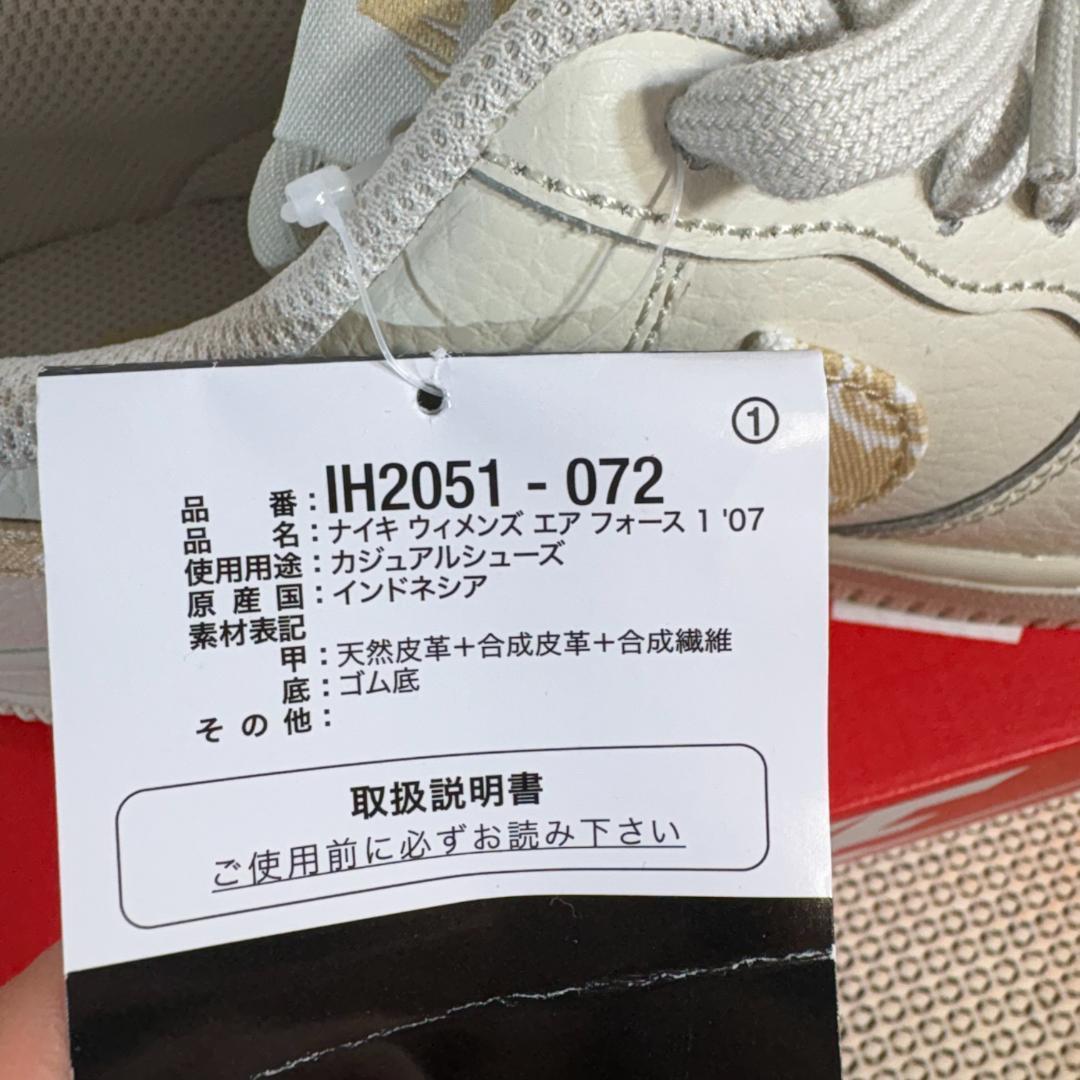 ①
品 番 : IH2051 - 072
品 名 : ナイキ ウィメンズ エア フォース 1 '07
使用用途 : カジュアルシューズ
原産国 : インドネシア
素材表記
甲 : 天然皮革+合成皮革+合成繊維
底 : ゴム底
その他 :
取扱説明書
ご使用前に必ずお読み下さい